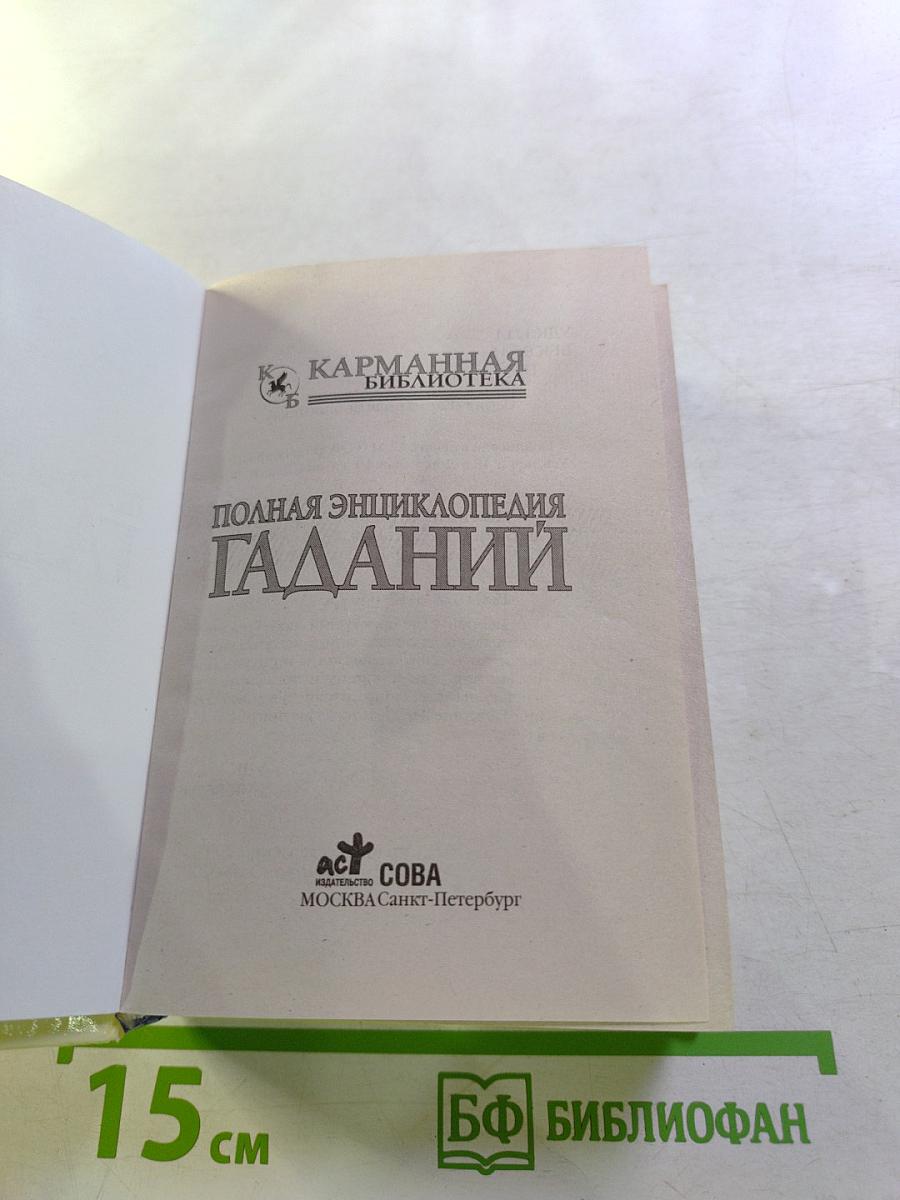 К
Б
КАРМАННАЯ
БИБЛИОТЕКА
ПОЛНАЯ ЭНЦИКЛОПЕДИЯ
ГАДАНИЙ
аст
ИЗДАТЕЛЬСТВО
СОВА
МОСКВА Санкт-Петербург
15 см
БФ БИБЛИОФАН